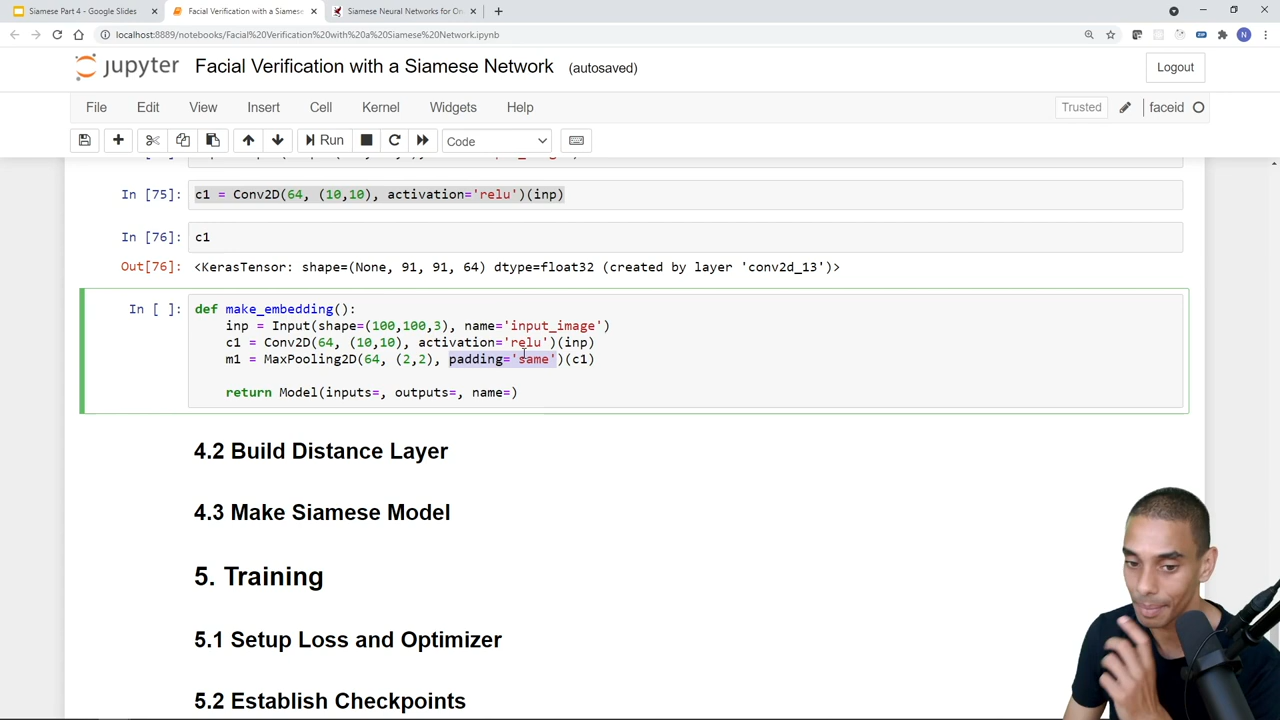 Siamese Part 4 - Google Slides
Facial Verification with a Siamese
Siamese Neural Networks for On
localhost:8889/notebooks/Facial%20Verification%20with%20a%20Siamese%20Network.ipynb
jupyter Facial Verification with a Siamese Network (autosaved)
Logout
File Edit View Insert Cell Kernel Widgets Help
Trusted faceid
Run Code
In [75]: c1 = Conv2D(64, (10,10), activation='relu')(inp)
In [76]: c1
Out[76]: <KerasTensor: shape=(None, 91, 91, 64) dtype=float32 (created by layer 'conv2d_13')>
In [ ]: def make_embedding():
inp = Input(shape=(100,100,3), name='input_image')
c1 = Conv2D(64, (10,10), activation='relu')(inp)
m1 = MaxPooling2D(64, (2,2), padding='same')(c1)
return Model(inputs=, outputs=, name=)
4.2 Build Distance Layer
4.3 Make Siamese Model
5. Training
5.1 Setup Loss and Optimizer
5.2 Establish Checkpoints